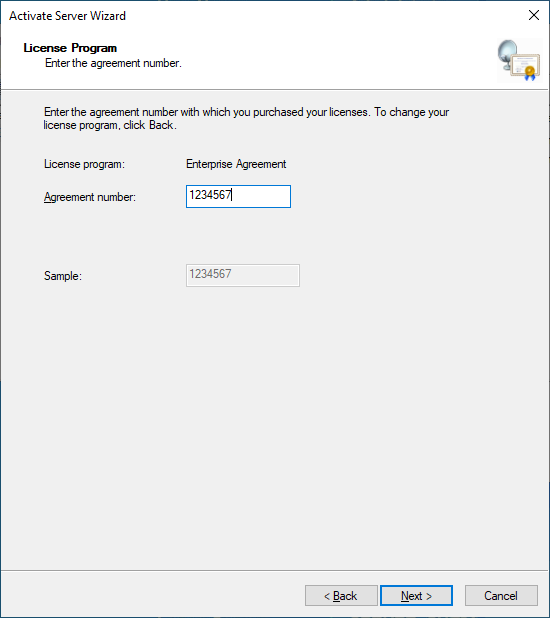 Activate Server Wizard
License Program
Enter the agreement number.
Enter the agreement number with which you purchased your licenses. To change your
license program, click Back.
License program: Enterprise Agreement
Agreement number: 1234567
Sample: 1234567
< Back Next > Cancel